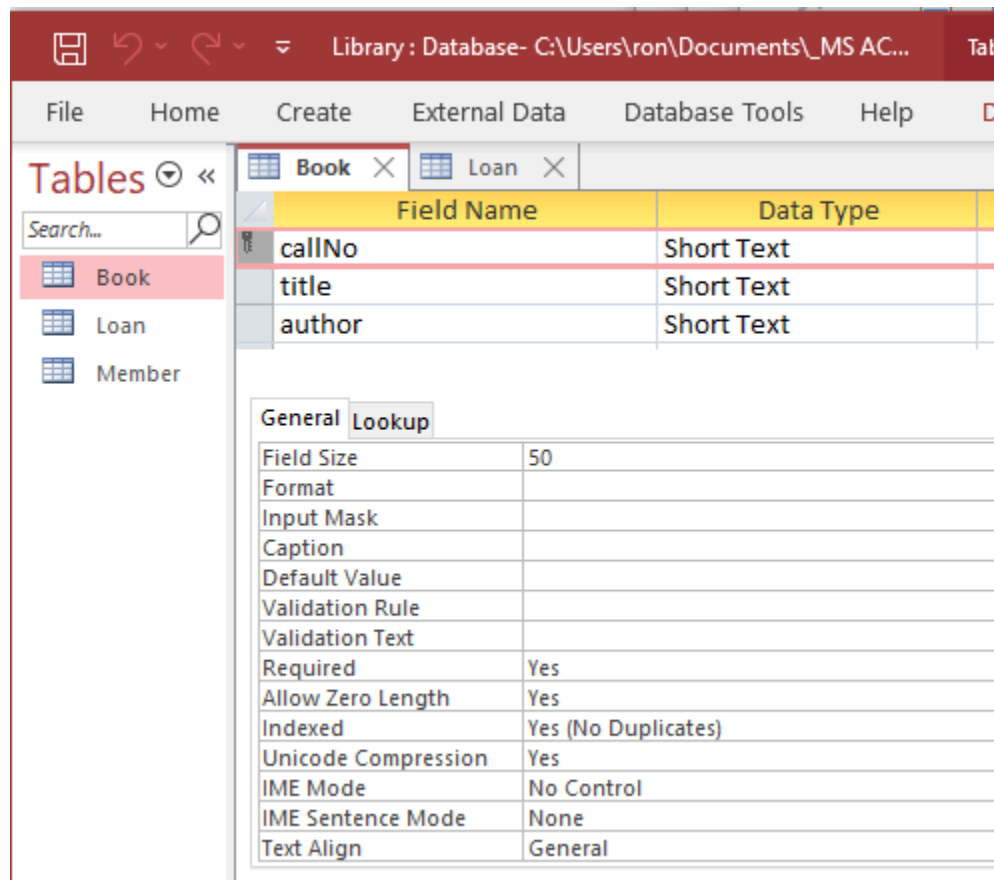 Library : Database- C:\Users\ron\Documents\_MS AC...
File Home Create External Data Database Tools Help
Tables
Search...
Book
Loan
Member
Book Loan
Field Name Data Type
callNo Short Text
title Short Text
author Short Text
General Lookup
Field Size 50
Format
Input Mask
Caption
Default Value
Validation Rule
Validation Text
Required Yes
Allow Zero Length Yes
Indexed Yes (No Duplicates)
Unicode Compression Yes
IME Mode No Control
IME Sentence Mode None
Text Align General